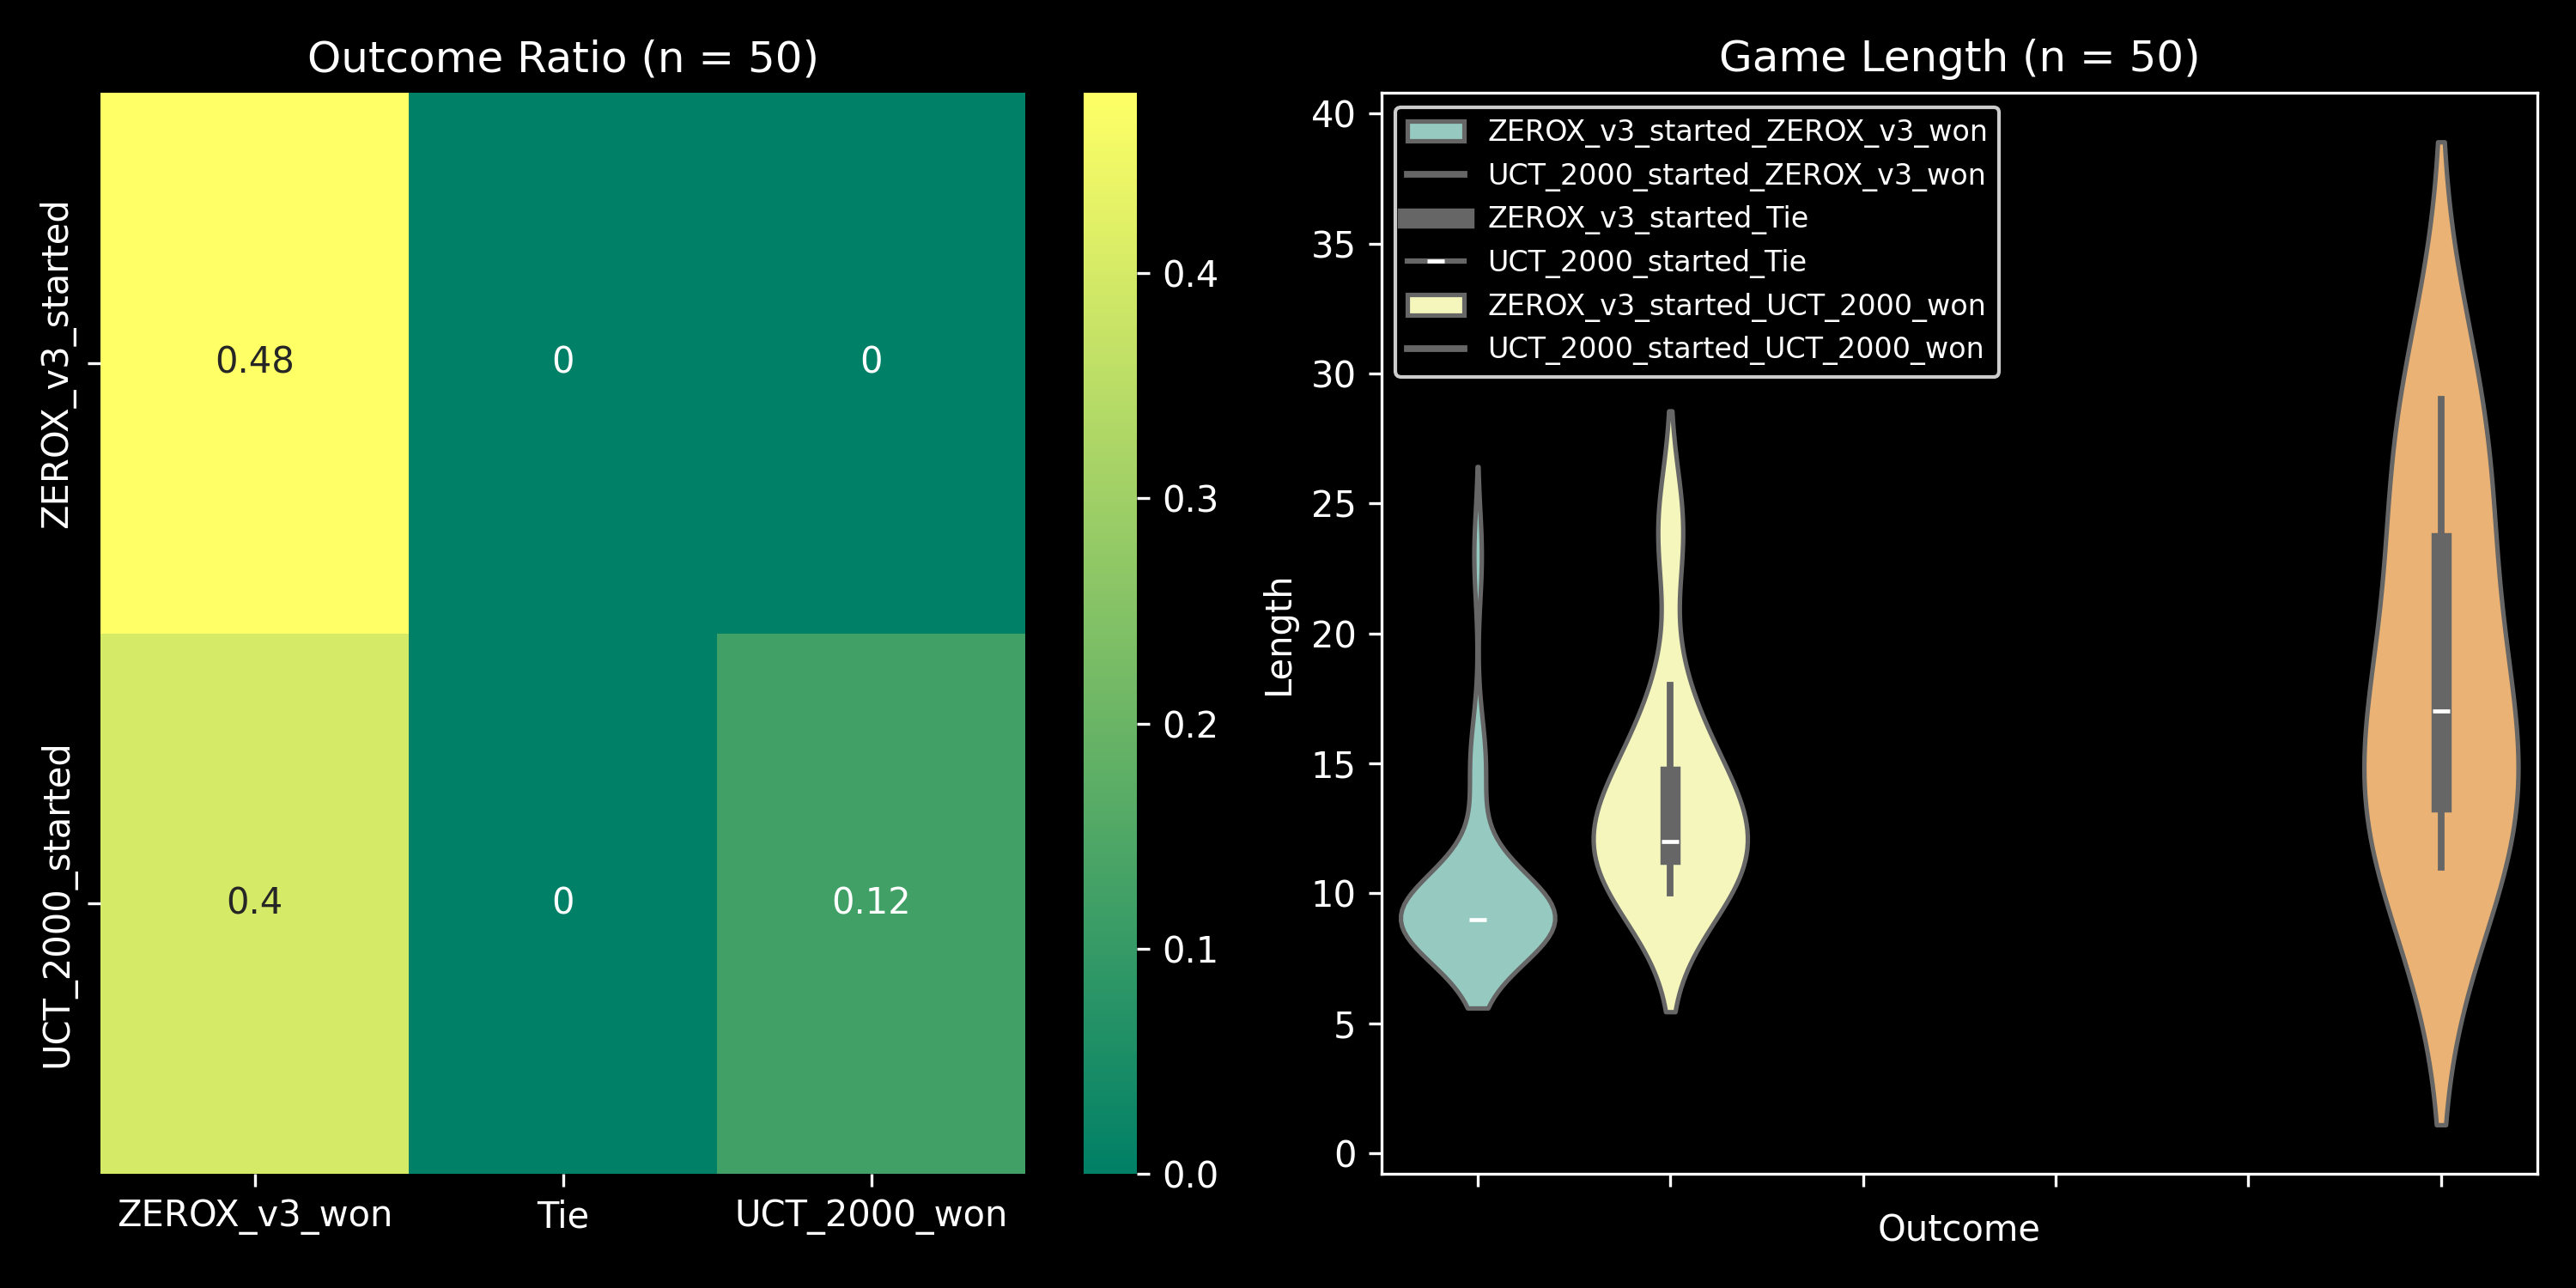 Outcome Ratio (n = 50)
ZEROX_v3_started
UCT_2000_started
0.48
0
0
0.4
0
0.12
ZEROX_v3_won
Tie
UCT_2000_won
0.4
0.3
0.2
0.1
0.0
Game Length (n = 50)
Length
40
35
30
25
20
15
10
5
0
ZEROX_v3_started_ZEROX_v3_won
UCT_2000_started_ZEROX_v3_won
ZEROX_v3_started_Tie
UCT_2000_started_Tie
ZEROX_v3_started_UCT_2000_won
UCT_2000_started_UCT_2000_won
Outcome